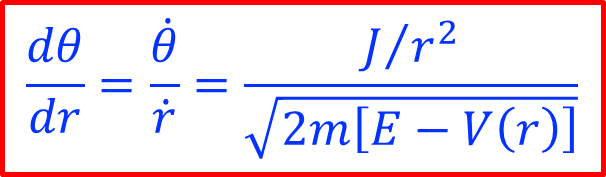 dθ/dr = θ̇/ṙ = (J/r²)/√(2m[E − V(r)])